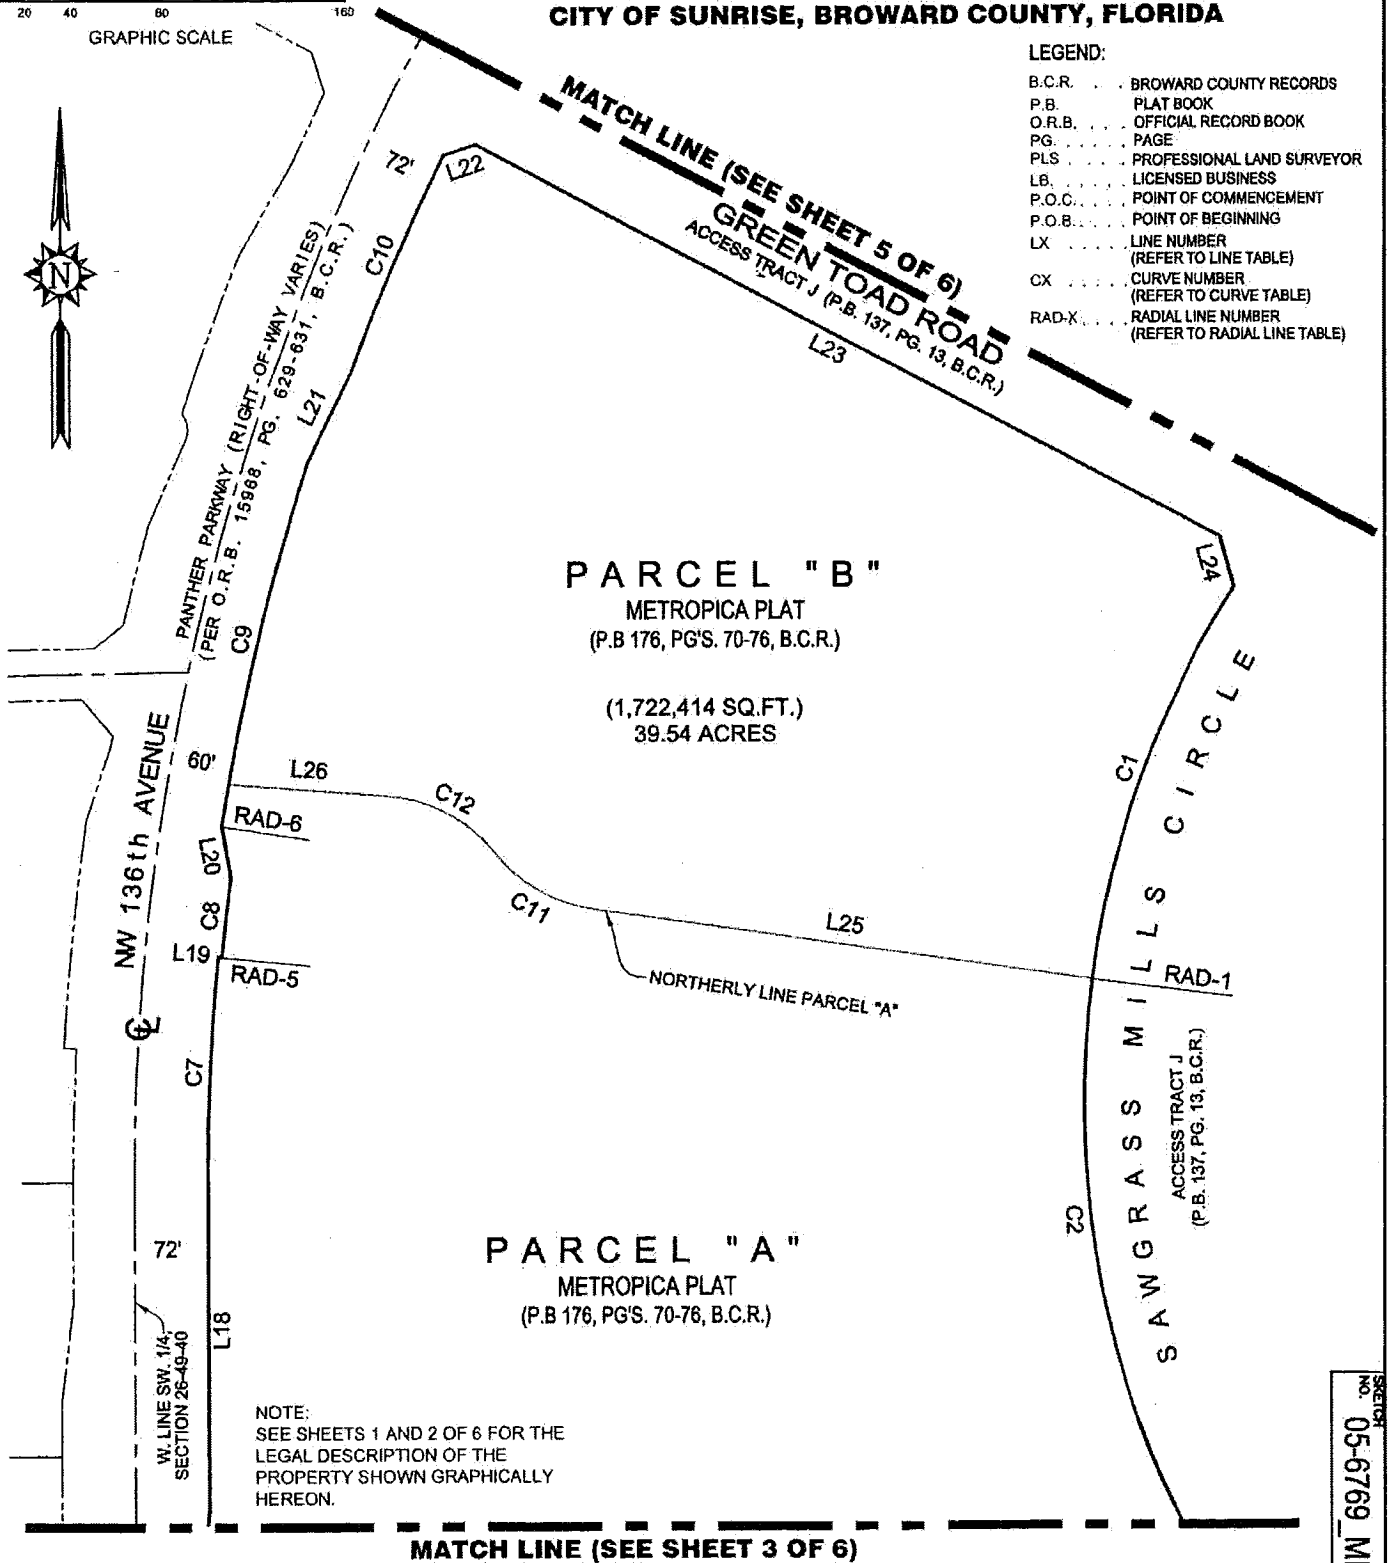 20 40 80 160
GRAPHIC SCALE
CITY OF SUNRISE, BROWARD COUNTY, FLORIDA
LEGEND:
B.C.R. . . . BROWARD COUNTY RECORDS
P.B. PLAT BOOK
O.R.B. . . . . OFFICIAL RECORD BOOK
PG. . . . . . PAGE
PLS . . . . PROFESSIONAL LAND SURVEYOR
LB. . . . . . LICENSED BUSINESS
P.O.C. . . . . POINT OF COMMENCEMENT
P.O.B. . . . . POINT OF BEGINNING
LX . . . . . LINE NUMBER
(REFER TO LINE TABLE)
CX . . . . . CURVE NUMBER
(REFER TO CURVE TABLE)
RAD-X . . . . RADIAL LINE NUMBER
(REFER TO RADIAL LINE TABLE)
MATCH LINE (SEE SHEET 5 OF 6)
GREEN TOAD ROAD
ACCESS TRACT J (P.B. 137, PG. 13, B.C.R.)
N
72'
L22
C10
L23
L21
PANTHER PARKWAY (RIGHT-OF-WAY VARIES)
(PER O.R.B. 15988, PG. 629-631, B.C.R.)
L24
C9
PARCEL "B"
METROPICA PLAT
(P.B 176, PG'S. 70-76, B.C.R.)
(1,722,414 SQ.FT.)
39.54 ACRES
SAWGRASS MILLS CIRCLE
C1
NW 136th AVENUE
60'
L26
C12
RAD-6
L20
C11
C8
L25
L19
RAD-5
RAD-1
NORTHERLY LINE PARCEL "A"
CL
C7
ACCESS TRACT J
(P.B. 137, PG. 13, B.C.R.)
C2
72'
PARCEL "A"
METROPICA PLAT
(P.B 176, PG'S. 70-76, B.C.R.)
L18
W. LINE SW. 1/4,
SECTION 26-49-40
NOTE:
SEE SHEETS 1 AND 2 OF 6 FOR THE
LEGAL DESCRIPTION OF THE
PROPERTY SHOWN GRAPHICALLY
HEREON.
SKETCH
NO. 05-6769_M
MATCH LINE (SEE SHEET 3 OF 6)